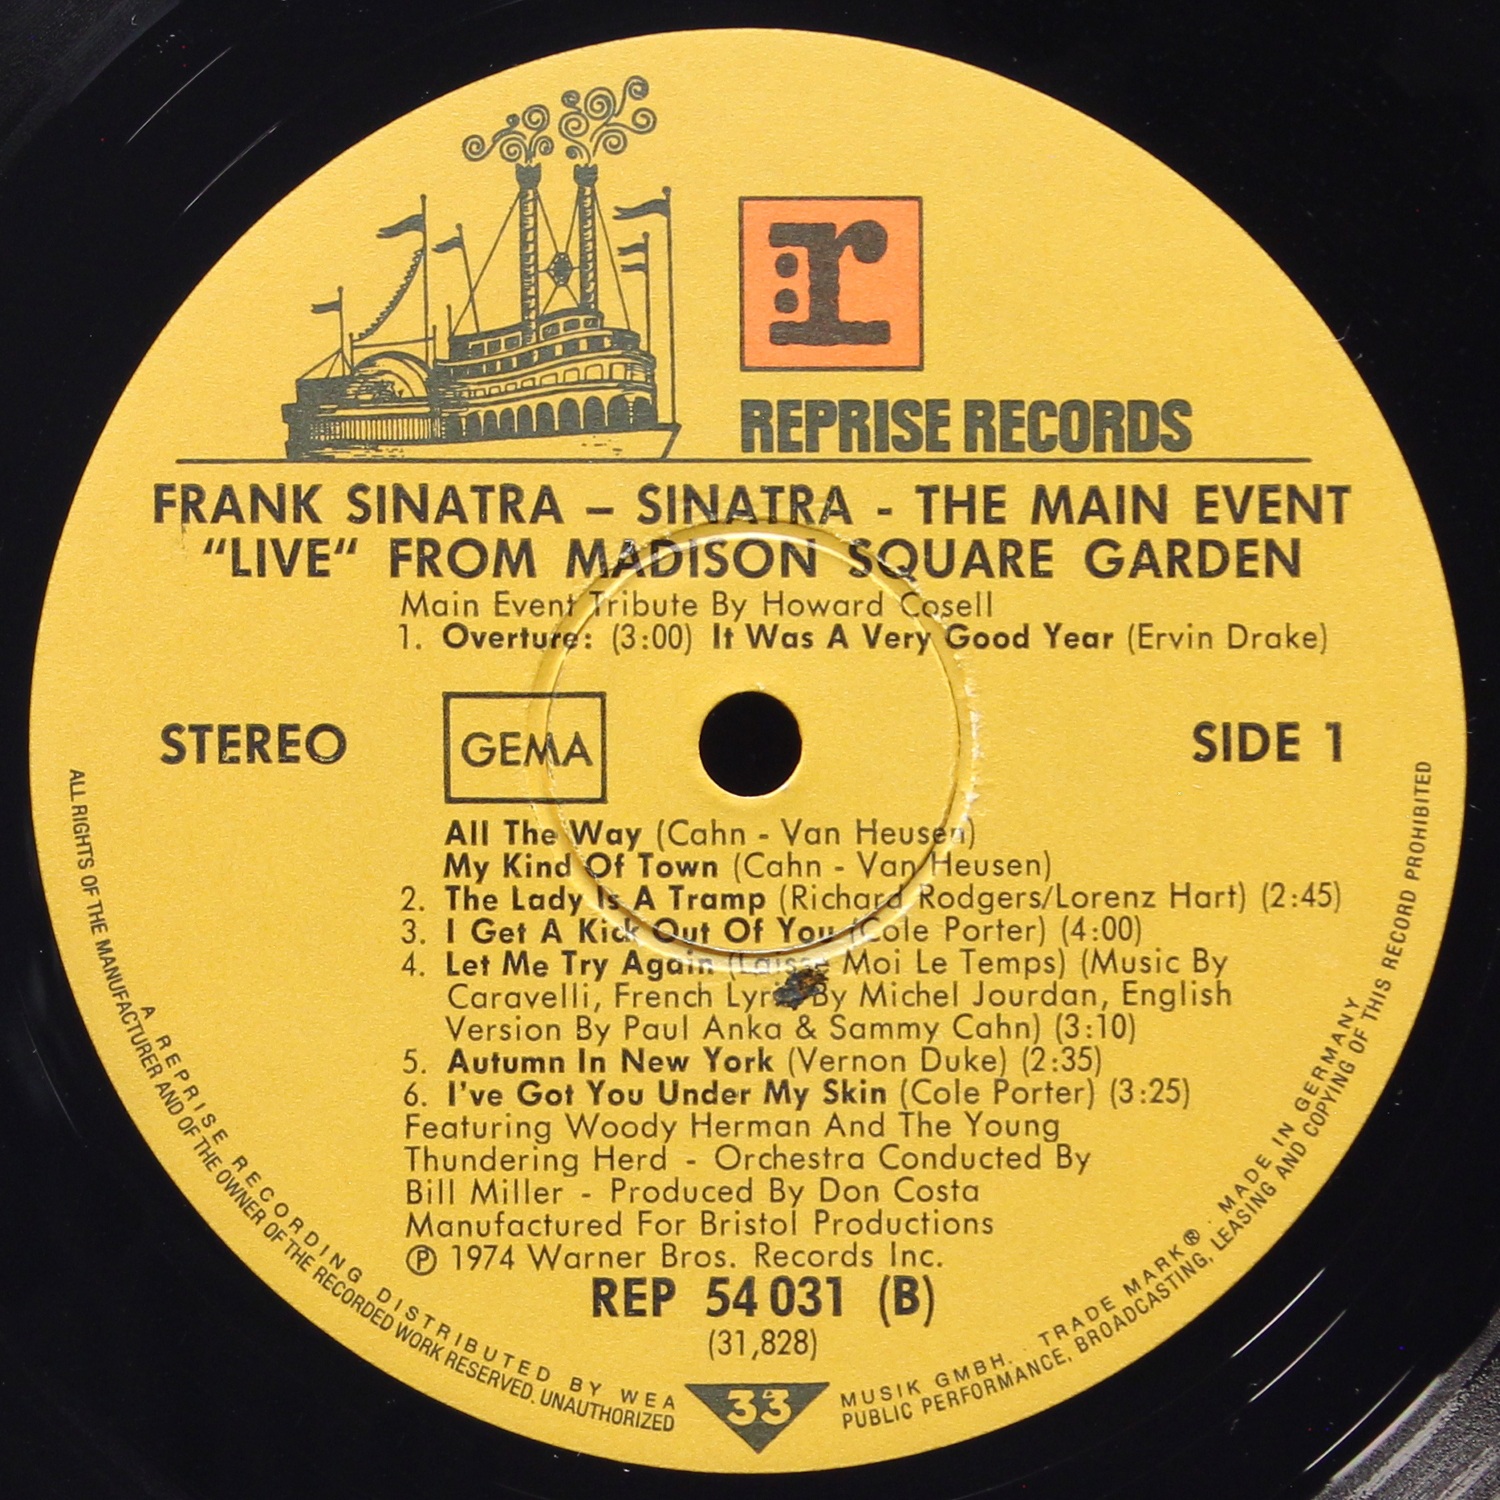 r
REPRISE RECORDS
FRANK SINATRA – SINATRA - THE MAIN EVENT
“LIVE“ FROM MADISON SQUARE GARDEN
Main Event Tribute By Howard Cosell
1. Overture: (3:00) It Was A Very Good Year (Ervin Drake)
STEREO
GEMA
SIDE 1
All The Way (Cahn - Van Heusen)
My Kind Of Town (Cahn - Van Heusen)
2. The Lady Is A Tramp (Richard Rodgers/Lorenz Hart) (2:45)
3. I Get A Kick Out Of You (Cole Porter) (4:00)
4. Let Me Try Again (Laisse Moi Le Temps) (Music By
Caravelli, French Lyric By Michel Jourdan, English
Version By Paul Anka & Sammy Cahn) (3:10)
5. Autumn In New York (Vernon Duke) (2:35)
6. I've Got You Under My Skin (Cole Porter) (3:25)
Featuring Woody Herman And The Young
Thundering Herd - Orchestra Conducted By
Bill Miller - Produced By Don Costa
Manufactured For Bristol Productions
Ⓟ 1974 Warner Bros. Records Inc.
REP 54 031 (B)
(31,828)
33
A REPRISE RECORDING DISTRIBUTED BY WEA MUSIK GMBH. . TRADE MARK® . MADE IN GERMANY
ALL RIGHTS OF THE MANUFACTURER AND OF THE OWNER OF THE RECORDED WORK RESERVED. UNAUTHORIZED PUBLIC PERFORMANCE, BROADCASTING, LEASING AND COPYING OF THIS RECORD PROHIBITED